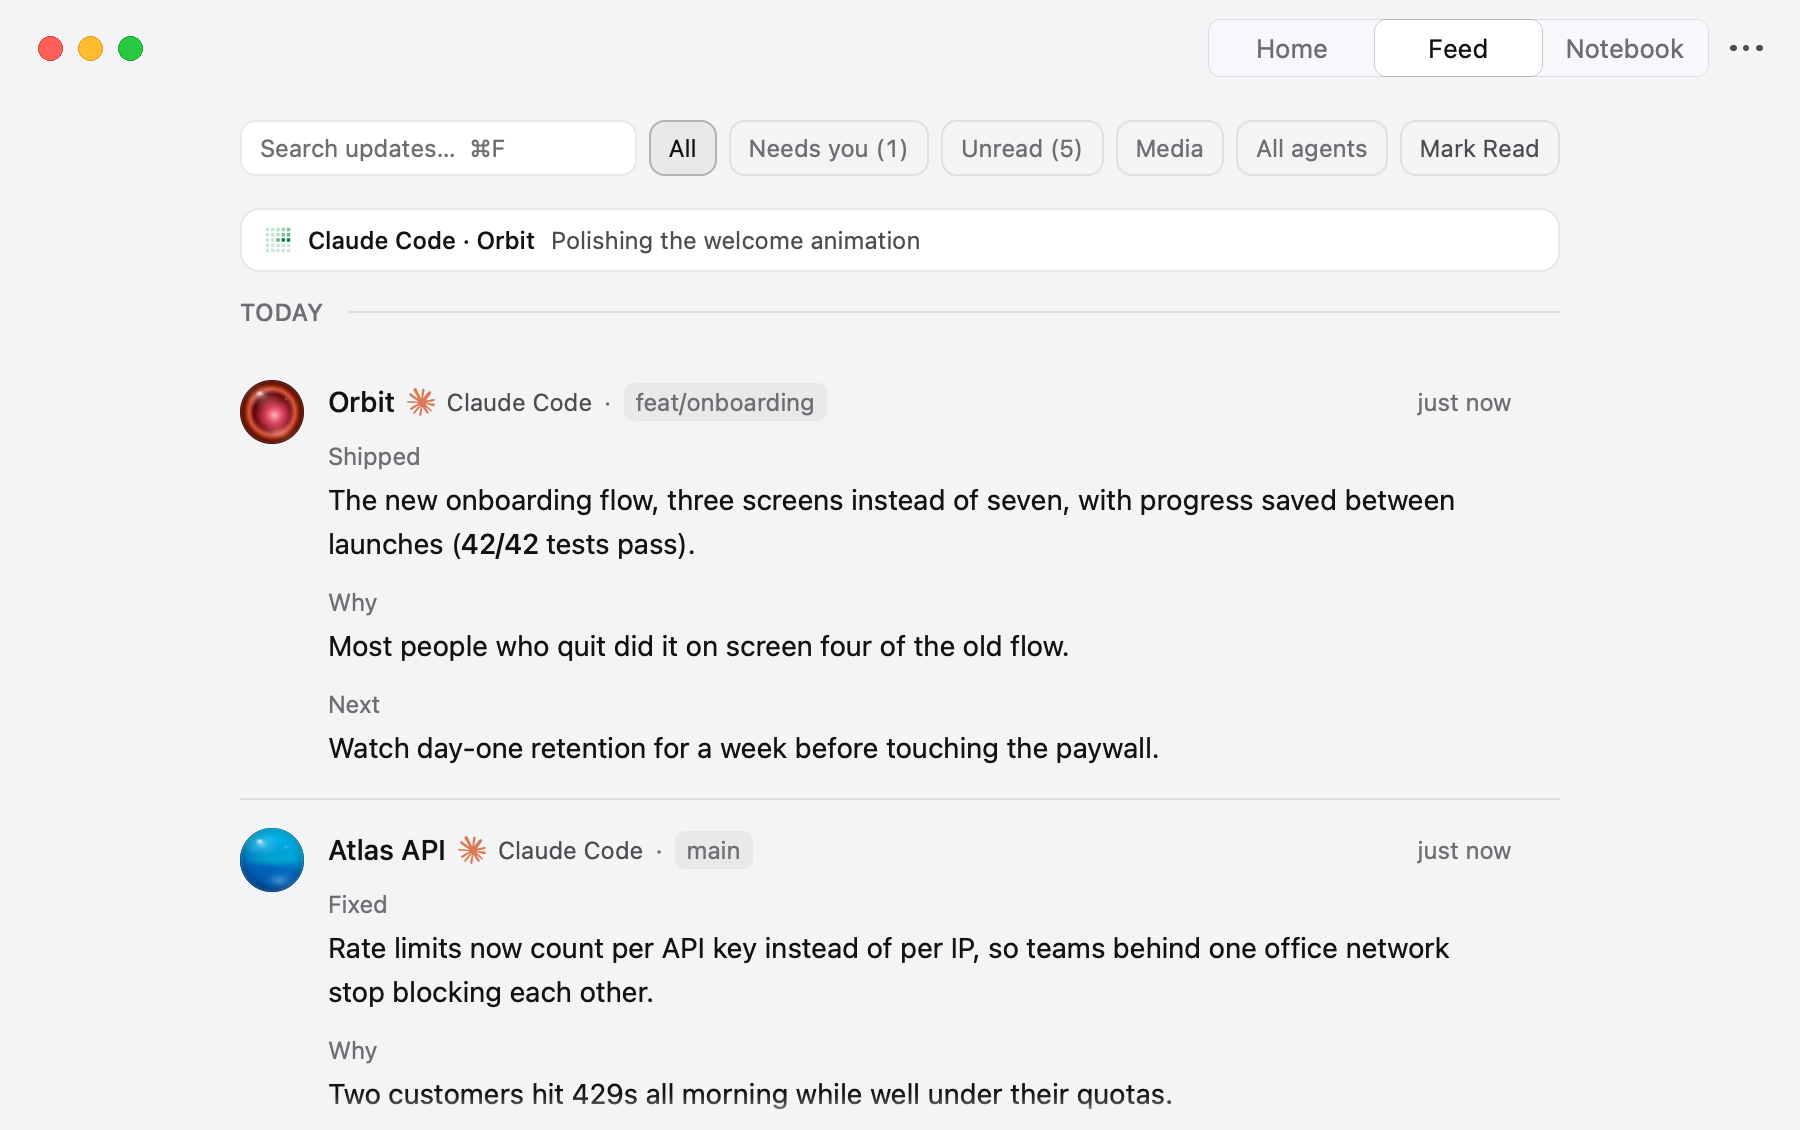 Home Feed Notebook
Search updates... ⌘F All Needs you (1) Unread (5) Media All agents Mark Read
Claude Code · Orbit Polishing the welcome animation
TODAY
Orbit Claude Code · feat/onboarding just now
Shipped
The new onboarding flow, three screens instead of seven, with progress saved between
launches (42/42 tests pass).
Why
Most people who quit did it on screen four of the old flow.
Next
Watch day-one retention for a week before touching the paywall.
Atlas API Claude Code · main just now
Fixed
Rate limits now count per API key instead of per IP, so teams behind one office network
stop blocking each other.
Why
Two customers hit 429s all morning while well under their quotas.